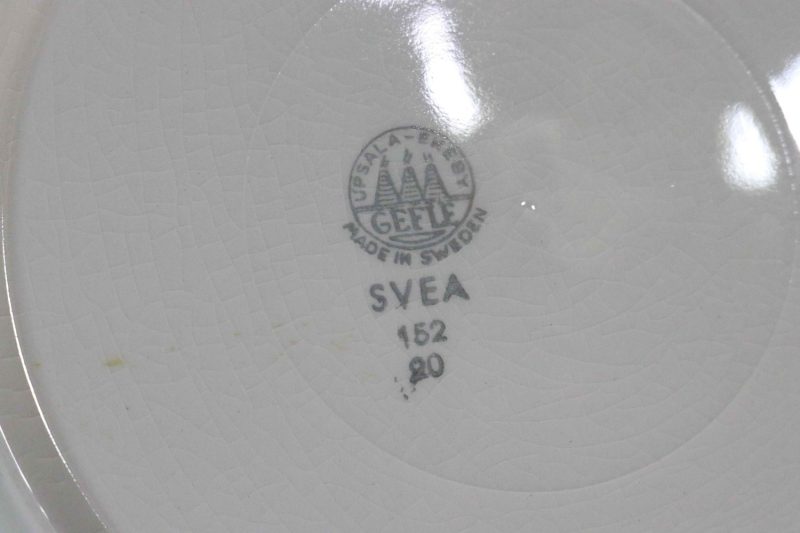 UPSALA-EKEBY
GEFLE
MADE IN SWEDEN
SVEA
152
20